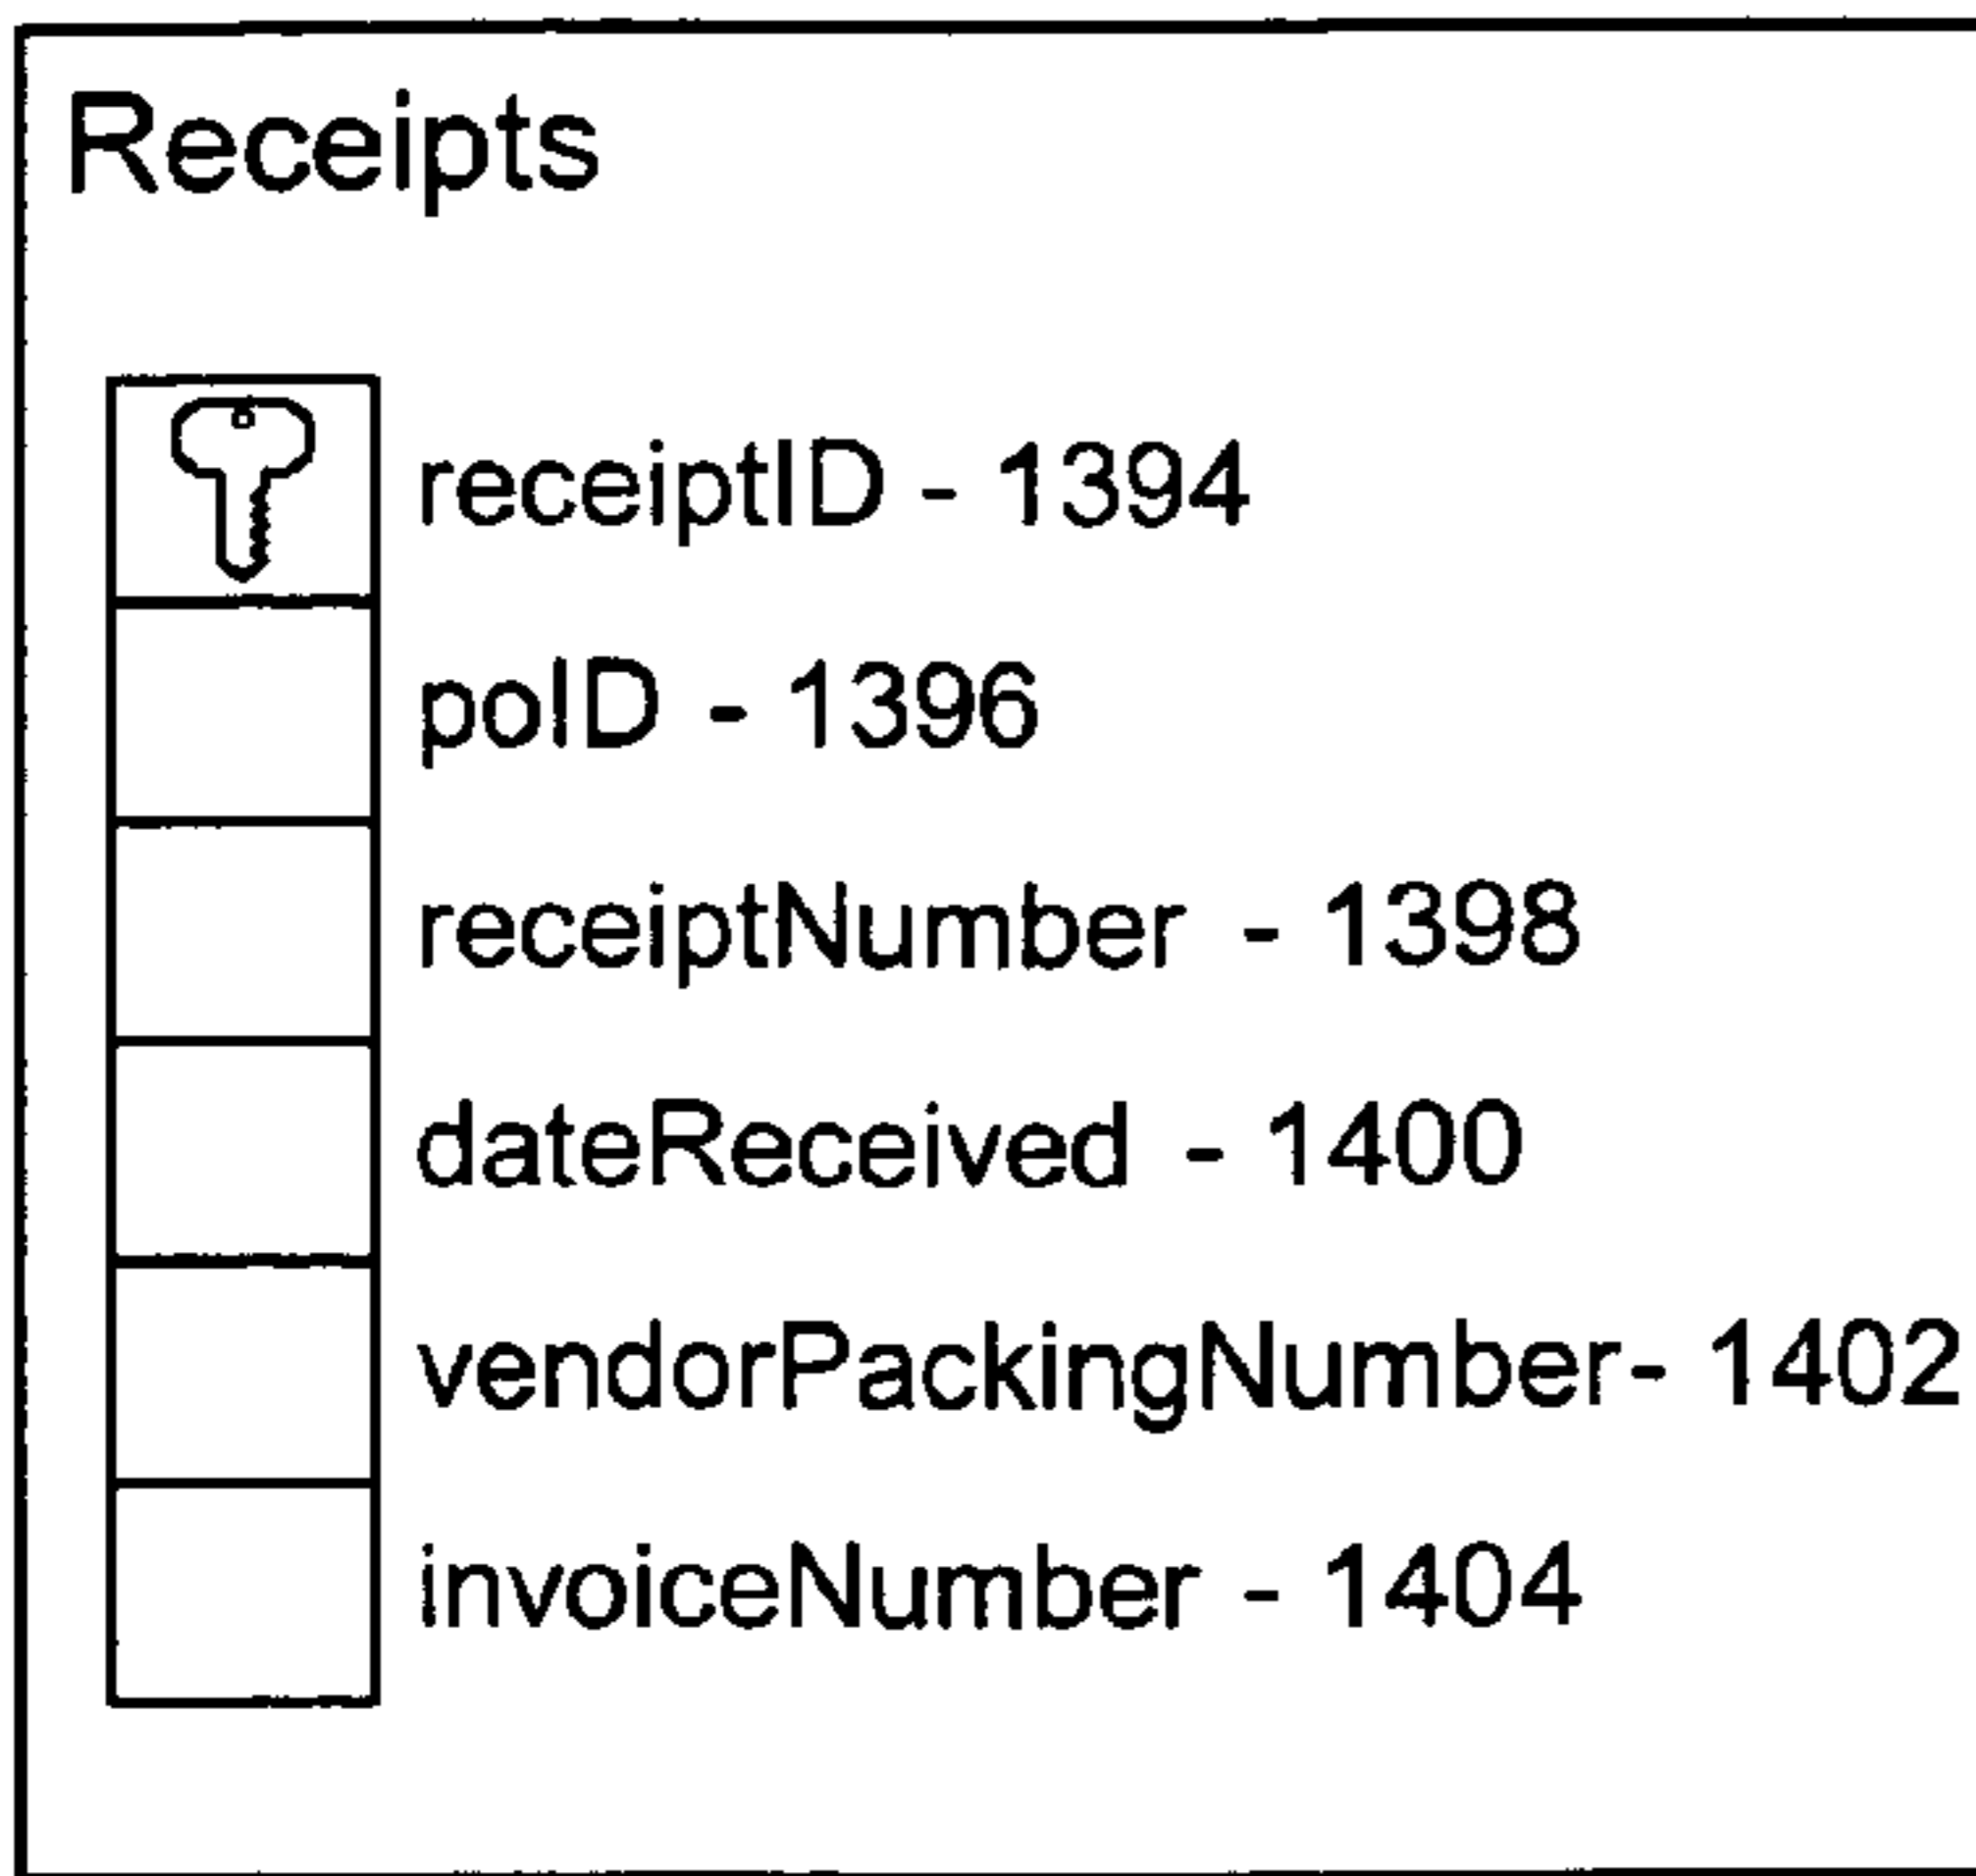 Receipts
receiptID - 1394
poID - 1396
receiptNumber - 1398
dateReceived - 1400
vendorPackingNumber- 1402
invoiceNumber - 1404